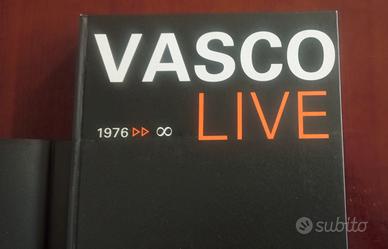 VASCO
LIVE
1976 ▷▷ ∞
subito